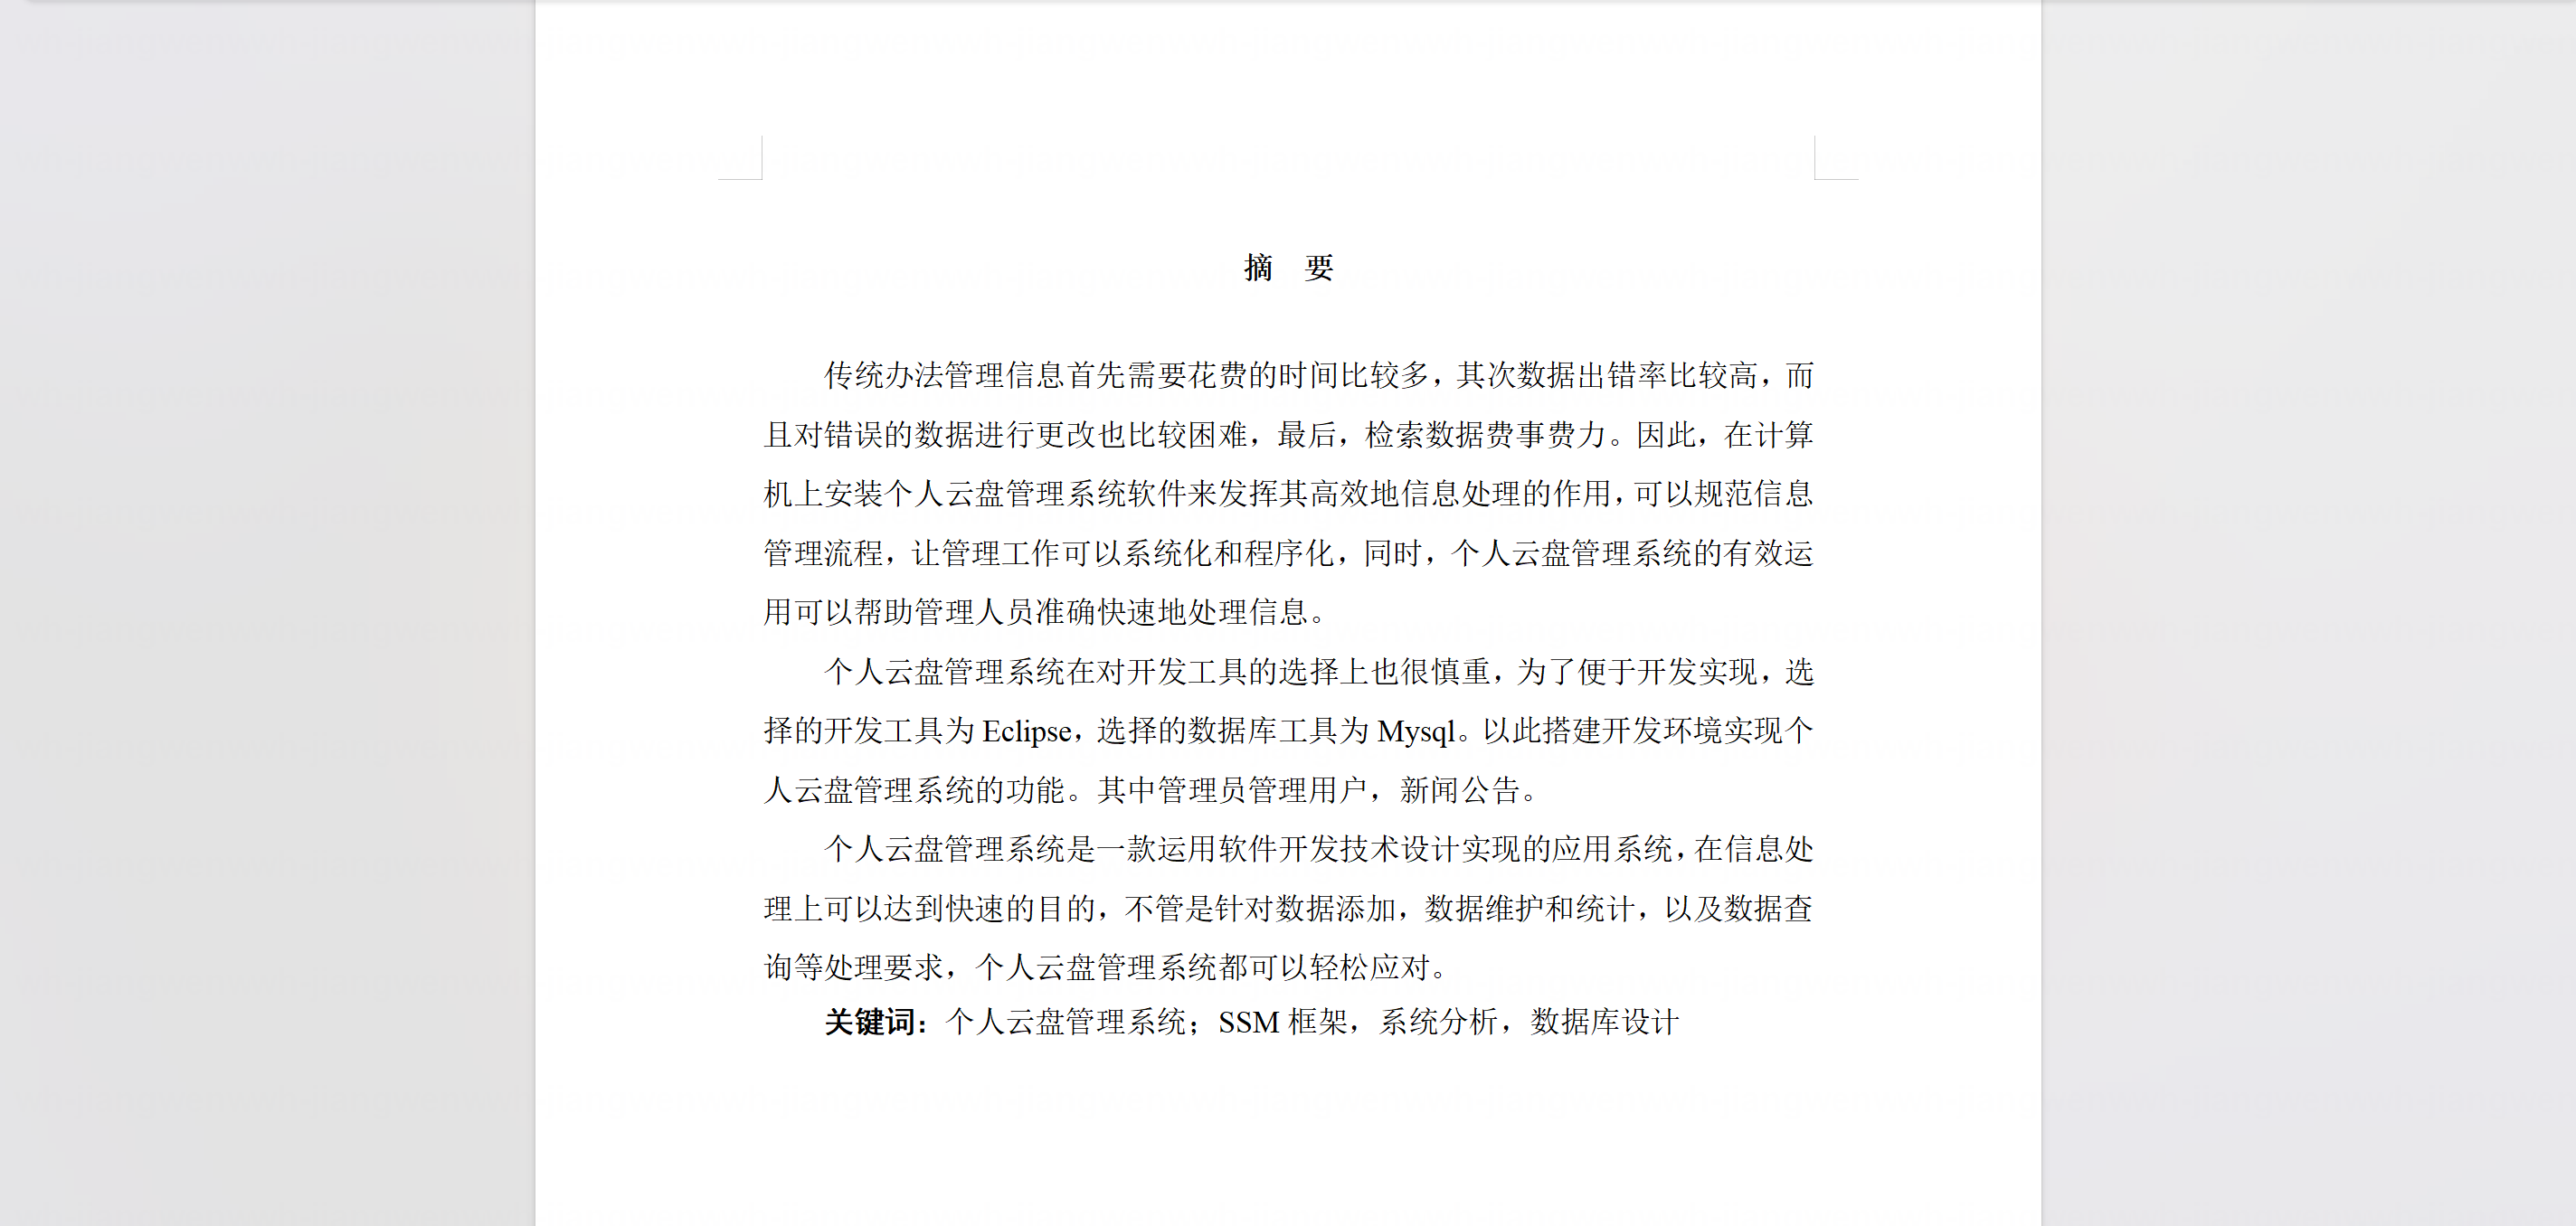 摘　要
传统办法管理信息首先需要花费的时间比较多，其次数据出错率比较高，而
且对错误的数据进行更改也比较困难，最后，检索数据费事费力。因此，在计算
机上安装个人云盘管理系统软件来发挥其高效地信息处理的作用，可以规范信息
管理流程，让管理工作可以系统化和程序化，同时，个人云盘管理系统的有效运
用可以帮助管理人员准确快速地处理信息。
个人云盘管理系统在对开发工具的选择上也很慎重，为了便于开发实现，选
择的开发工具为 Eclipse，选择的数据库工具为 Mysql。以此搭建开发环境实现个
人云盘管理系统的功能。其中管理员管理用户，新闻公告。
个人云盘管理系统是一款运用软件开发技术设计实现的应用系统，在信息处
理上可以达到快速的目的，不管是针对数据添加，数据维护和统计，以及数据查
询等处理要求，个人云盘管理系统都可以轻松应对。
关键词：个人云盘管理系统；SSM 框架，系统分析，数据库设计